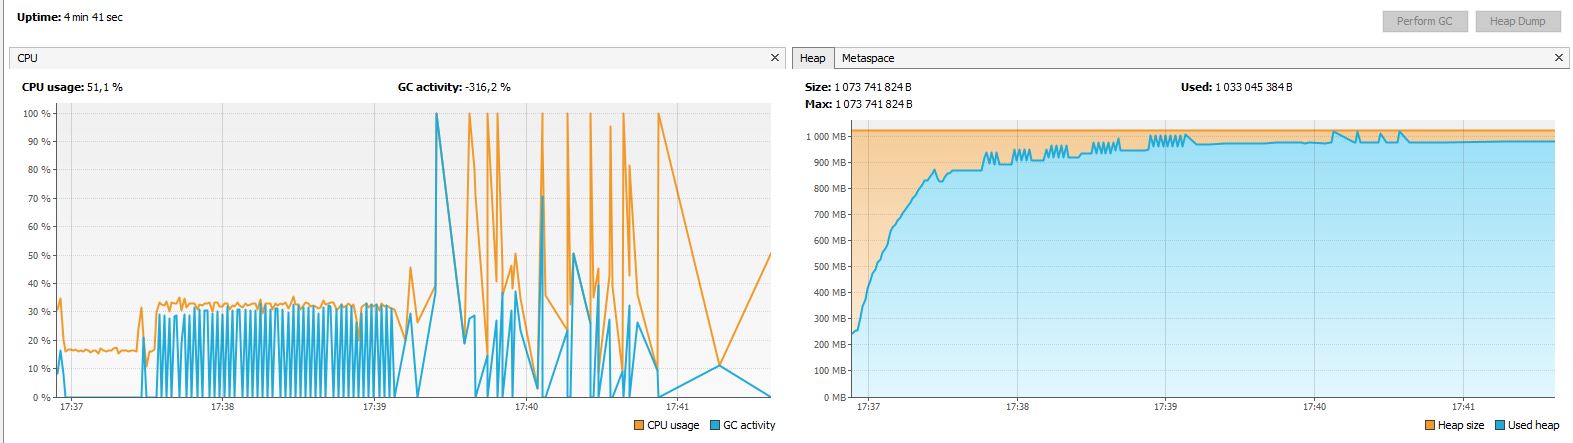 Uptime: 4 min 41 sec
Perform GC
Heap Dump
CPU
CPU usage: 51,1 %
GC activity: -316,2 %
100 %
90 %
80 %
70 %
60 %
50 %
40 %
30 %
20 %
10 %
0 %
17:37
17:38
17:39
17:40
17:41
CPU usage
GC activity
Heap
Metaspace
Size: 1 073 741 824 B
Used: 1 033 045 384 B
Max: 1 073 741 824 B
1 000 MB
900 MB
800 MB
700 MB
600 MB
500 MB
400 MB
300 MB
200 MB
100 MB
0 MB
17:37
17:38
17:39
17:40
17:41
Heap size
Used heap